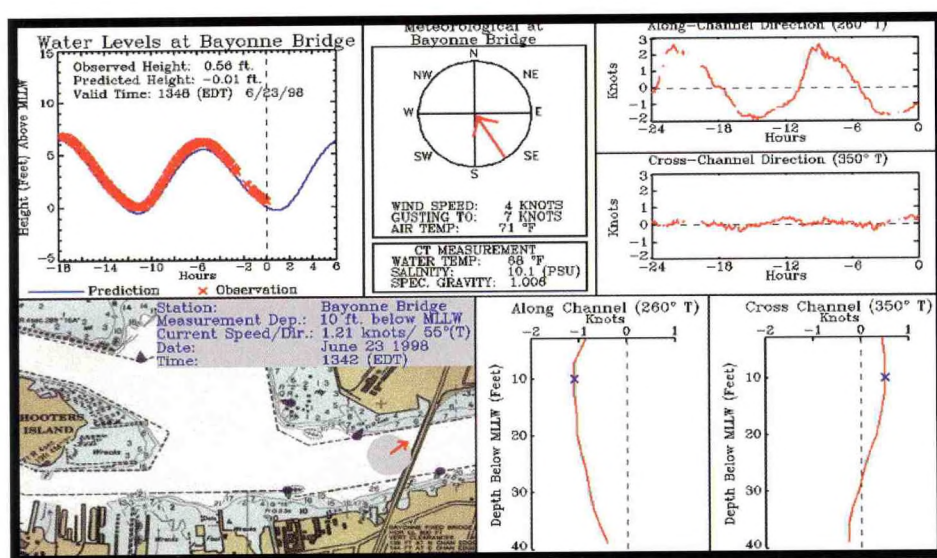 Water Levels at Bayonne Bridge
Observed Height: 0.56 ft.
Predicted Height: -0.01 ft.
Valid Time: 1348 (EDT) 6/23/98
Height (Feet) Above MLLW
15
10
5
0
-5
-18
-12
-6
0
2
4
6
Hours
Prediction
Observation
Meteorological at
Bayonne Bridge
N
NW
NE
W
E
SW
SE
S
WIND SPEED: 4 KNOTS
GUSTING TO: 7 KNOTS
AIR TEMP: 71 °F
CT MEASUREMENT
WATER TEMP: 68 °F
SALINITY: 10.1 (PSU)
SPEC. GRAVITY: 1.006
Along-Channel Direction (260° T)
Knots
3
2
1
0
-1
-2
-24
-18
-12
-6
0
Hours
Cross-Channel Direction (350° T)
Knots
3
2
1
0
-1
-2
-24
-18
-12
-6
0
Hours
Station: Bayonne Bridge
Measurement Dep.: 10 ft. below MLLW
Current Speed/Dir.: 1.21 knots/ 55°(T)
Date: June 23 1998
Time: 1342 (EDT)
SHOOTERS
ISLAND
Wrecks
BAYONNE FIXED BRIDGE
Along Channel (260° T)
Knots
-2
-1
0
1
Depth Below MLLW (Feet)
10
20
30
40
Cross Channel (350° T)
Knots
-2
-1
0
1
Depth Below MLLW (Feet)
10
20
30
40